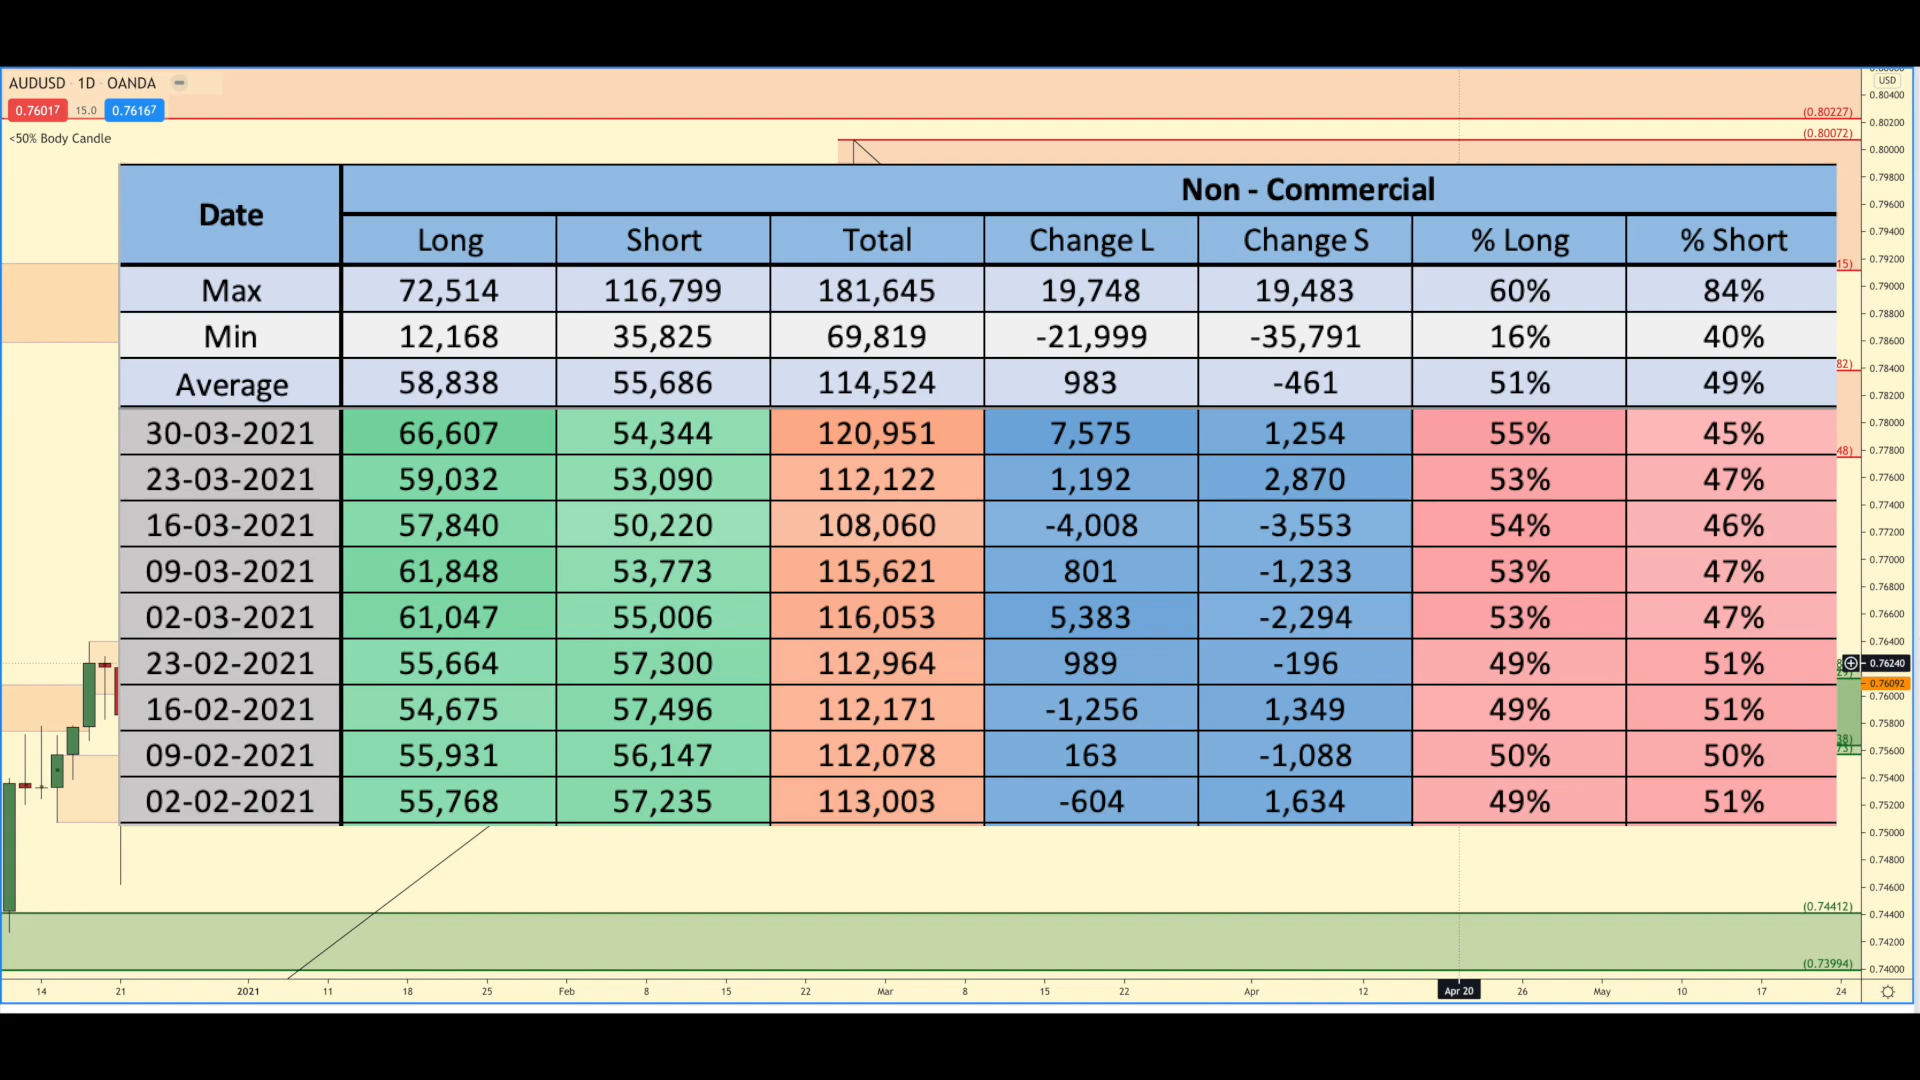 AUDUSD · 1D · OANDA
0.76017 15.0 0.76167
<50% Body Candle
USD
0.80400
(0.80227)
0.80200
(0.80072)
0.80000
0.79800
0.79600
0.79400
0.79200
0.79000
0.78800
0.78600
0.78400
0.78200
0.78000
0.77800
0.77600
0.77400
0.77200
0.77000
0.76800
0.76600
0.76400
0.76240
0.76092
0.76000
0.75800
0.75600
0.75400
0.75200
0.75000
0.74800
0.74600
(0.74412)
0.74400
0.74200
(0.73994)
0.74000
15)
82)
48)
38)
Date Non - Commercial
Long Short Total Change L Change S % Long % Short
Max 72,514 116,799 181,645 19,748 19,483 60% 84%
Min 12,168 35,825 69,819 -21,999 -35,791 16% 40%
Average 58,838 55,686 114,524 983 -461 51% 49%
30-03-2021 66,607 54,344 120,951 7,575 1,254 55% 45%
23-03-2021 59,032 53,090 112,122 1,192 2,870 53% 47%
16-03-2021 57,840 50,220 108,060 -4,008 -3,553 54% 46%
09-03-2021 61,848 53,773 115,621 801 -1,233 53% 47%
02-03-2021 61,047 55,006 116,053 5,383 -2,294 53% 47%
23-02-2021 55,664 57,300 112,964 989 -196 49% 51%
16-02-2021 54,675 57,496 112,171 -1,256 1,349 49% 51%
09-02-2021 55,931 56,147 112,078 163 -1,088 50% 50%
02-02-2021 55,768 57,235 113,003 -604 1,634 49% 51%
14 21 2021 11 18 25 Feb 8 15 22 Mar 8 15 22 Apr 12 Apr 20 26 May 10 17 24